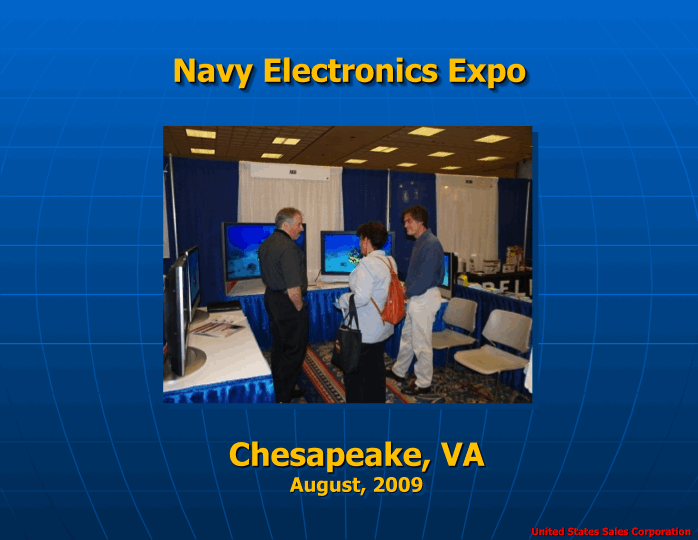 Navy Electronics Expo
Chesapeake, VA
August, 2009
United States Sales Corporation